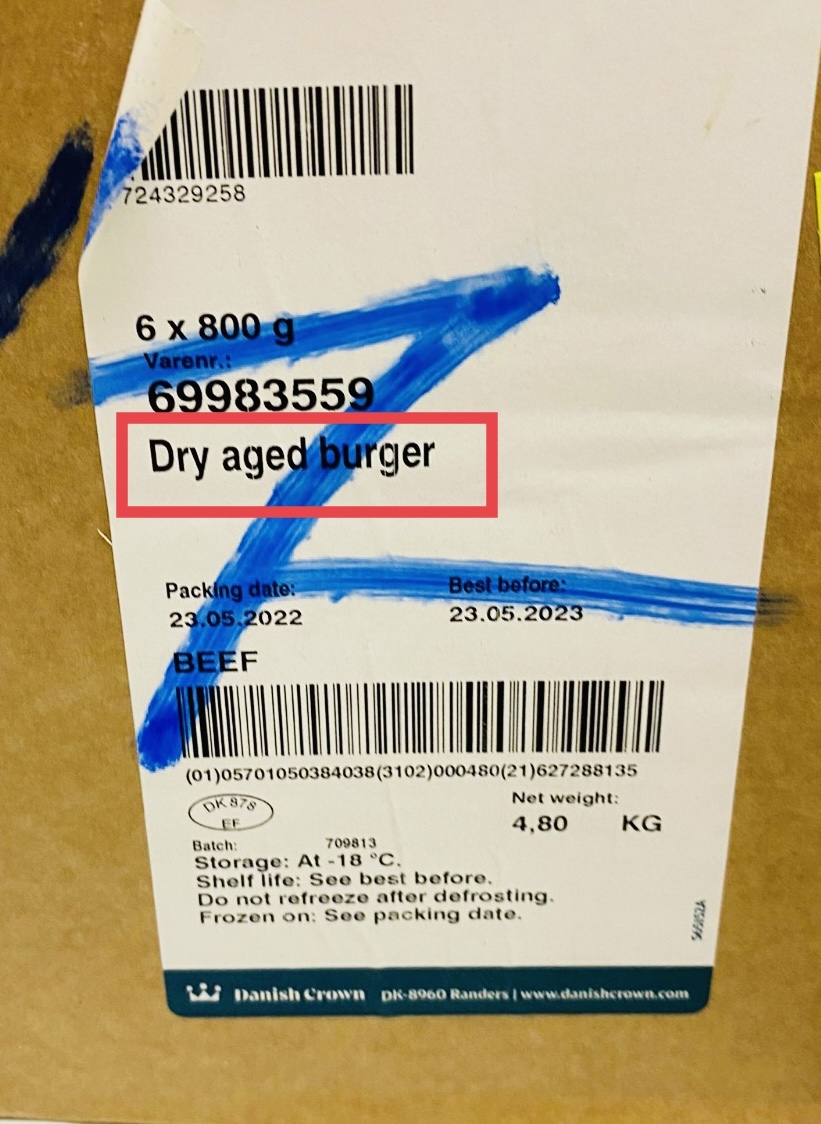 724329258
6 x 800 g
Varenr.:
69983559
Dry aged burger
Packing date:
Best before:
23.05.2022
23.05.2023
BEEF
(01)05701050384038(3102)000480(21)627288135
DK 878
EF
Net weight:
4,80 KG
Batch: 709813
Storage: At -18 °C.
Shelf life: See best before.
Do not refreeze after defrosting.
Frozen on: See packing date.
Danish Crown DK-8960 Randers | www.danishcrown.com